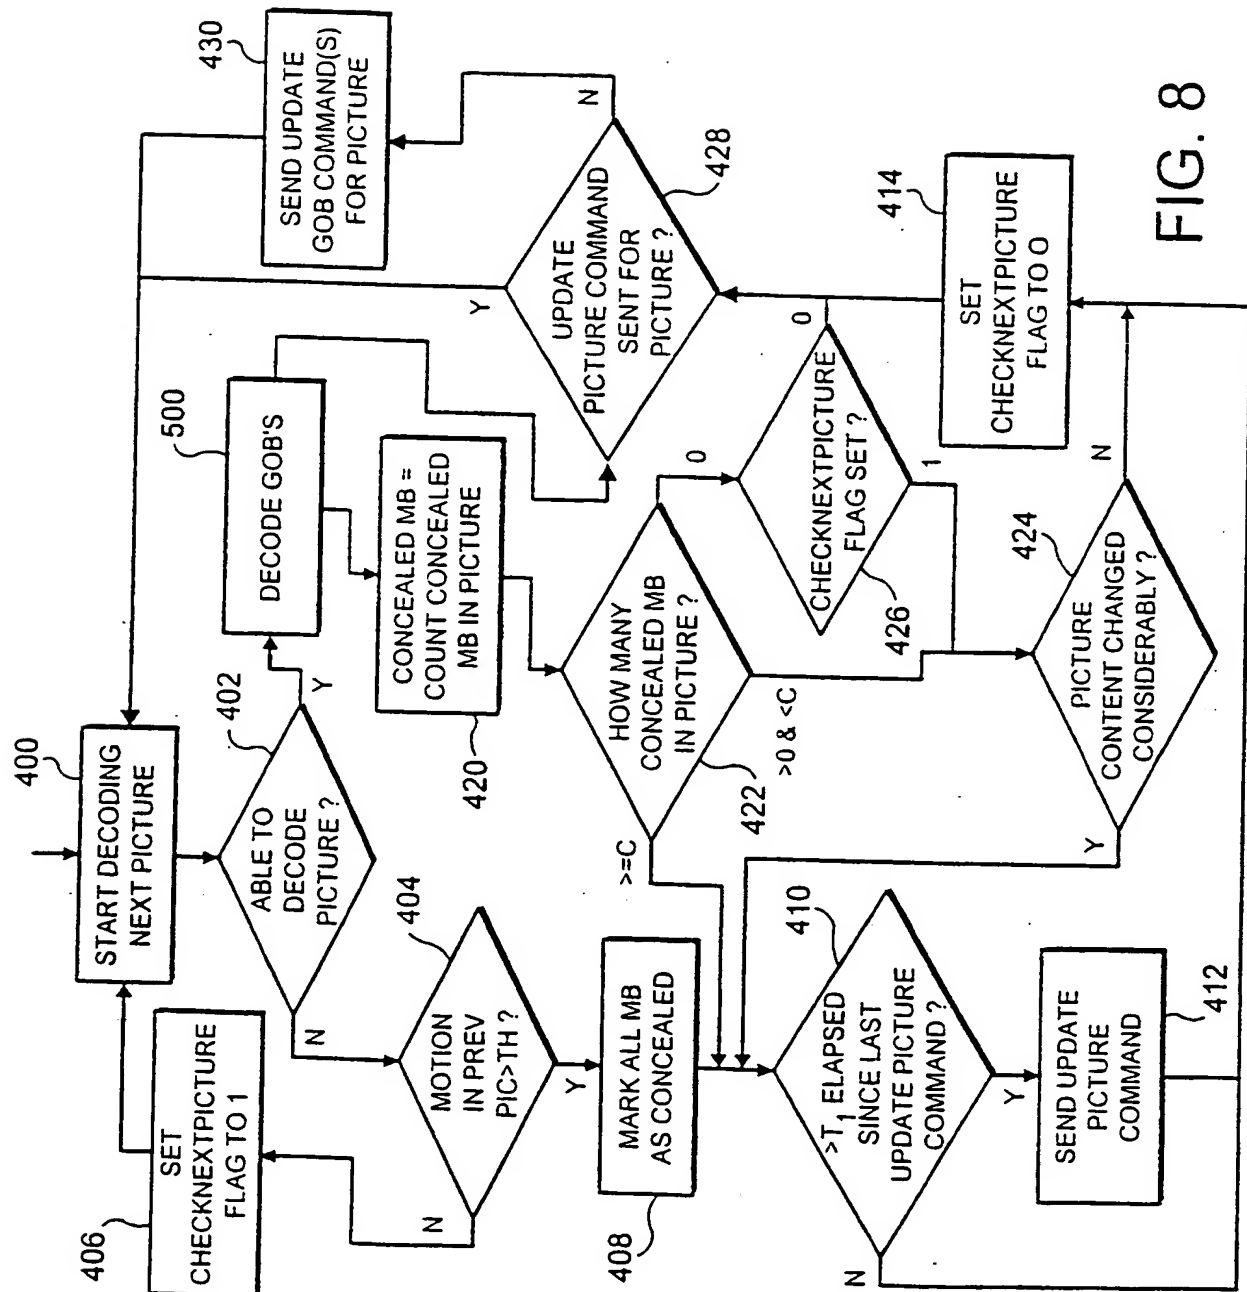 400
START DECODING
NEXT PICTURE
402
ABLE TO
DECODE
PICTURE ?
Y
N
404
MOTION
IN PREV
PIC>TH ?
N
Y
406
SET
CHECKNEXTPICTURE
FLAG TO 1
408
MARK ALL MB
AS CONCEALED
410
>T1 ELAPSED
SINCE LAST
UPDATE PICTURE
COMMAND ?
N
Y
412
SEND UPDATE
PICTURE
COMMAND
500
DECODE GOB'S
420
CONCEALED MB =
COUNT CONCEALED
MB IN PICTURE
422
HOW MANY
CONCEALED MB
IN PICTURE ?
>=C
>0 & <C
0
426
CHECKNEXTPICTURE
FLAG SET ?
0
1
424
PICTURE
CONTENT CHANGED
CONSIDERABLY ?
Y
N
414
SET
CHECKNEXTPICTURE
FLAG TO 0
428
UPDATE
PICTURE COMMAND
SENT FOR
PICTURE ?
Y
N
430
SEND UPDATE
GOB COMMAND(S)
FOR PICTURE
FIG. 8